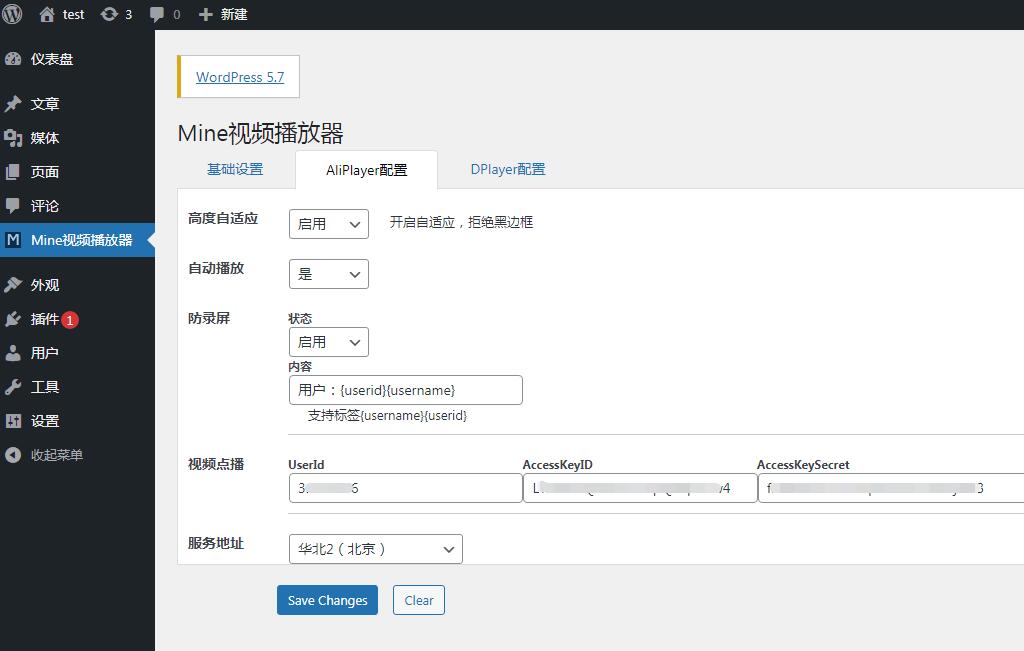 test 3 0 新建
仪表盘
文章
媒体
页面
评论
Mine视频播放器
外观
插件 1
用户
工具
设置
收起菜单
WordPress 5.7
Mine视频播放器
基础设置 AliPlayer配置 DPlayer配置
高度自适应 启用 开启自适应，拒绝黑边框
自动播放 是
防录屏 状态
启用
内容
用户：{userid}{username}
支持标签{username}{userid}
视频点播 UserId AccessKeyID AccessKeySecret
服务地址 华北2（北京）
Save Changes Clear